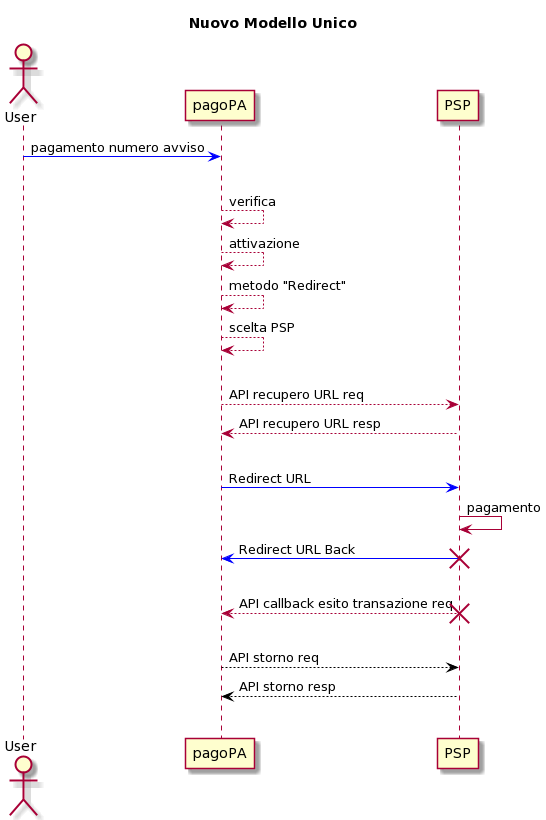 Nuovo Modello Unico
User
pagoPA
PSP
pagamento numero avviso
verifica
attivazione
metodo "Redirect"
scelta PSP
API recupero URL req
API recupero URL resp
Redirect URL
pagamento
Redirect URL Back
API callback esito transazione req
API storno req
API storno resp
User
pagoPA
PSP